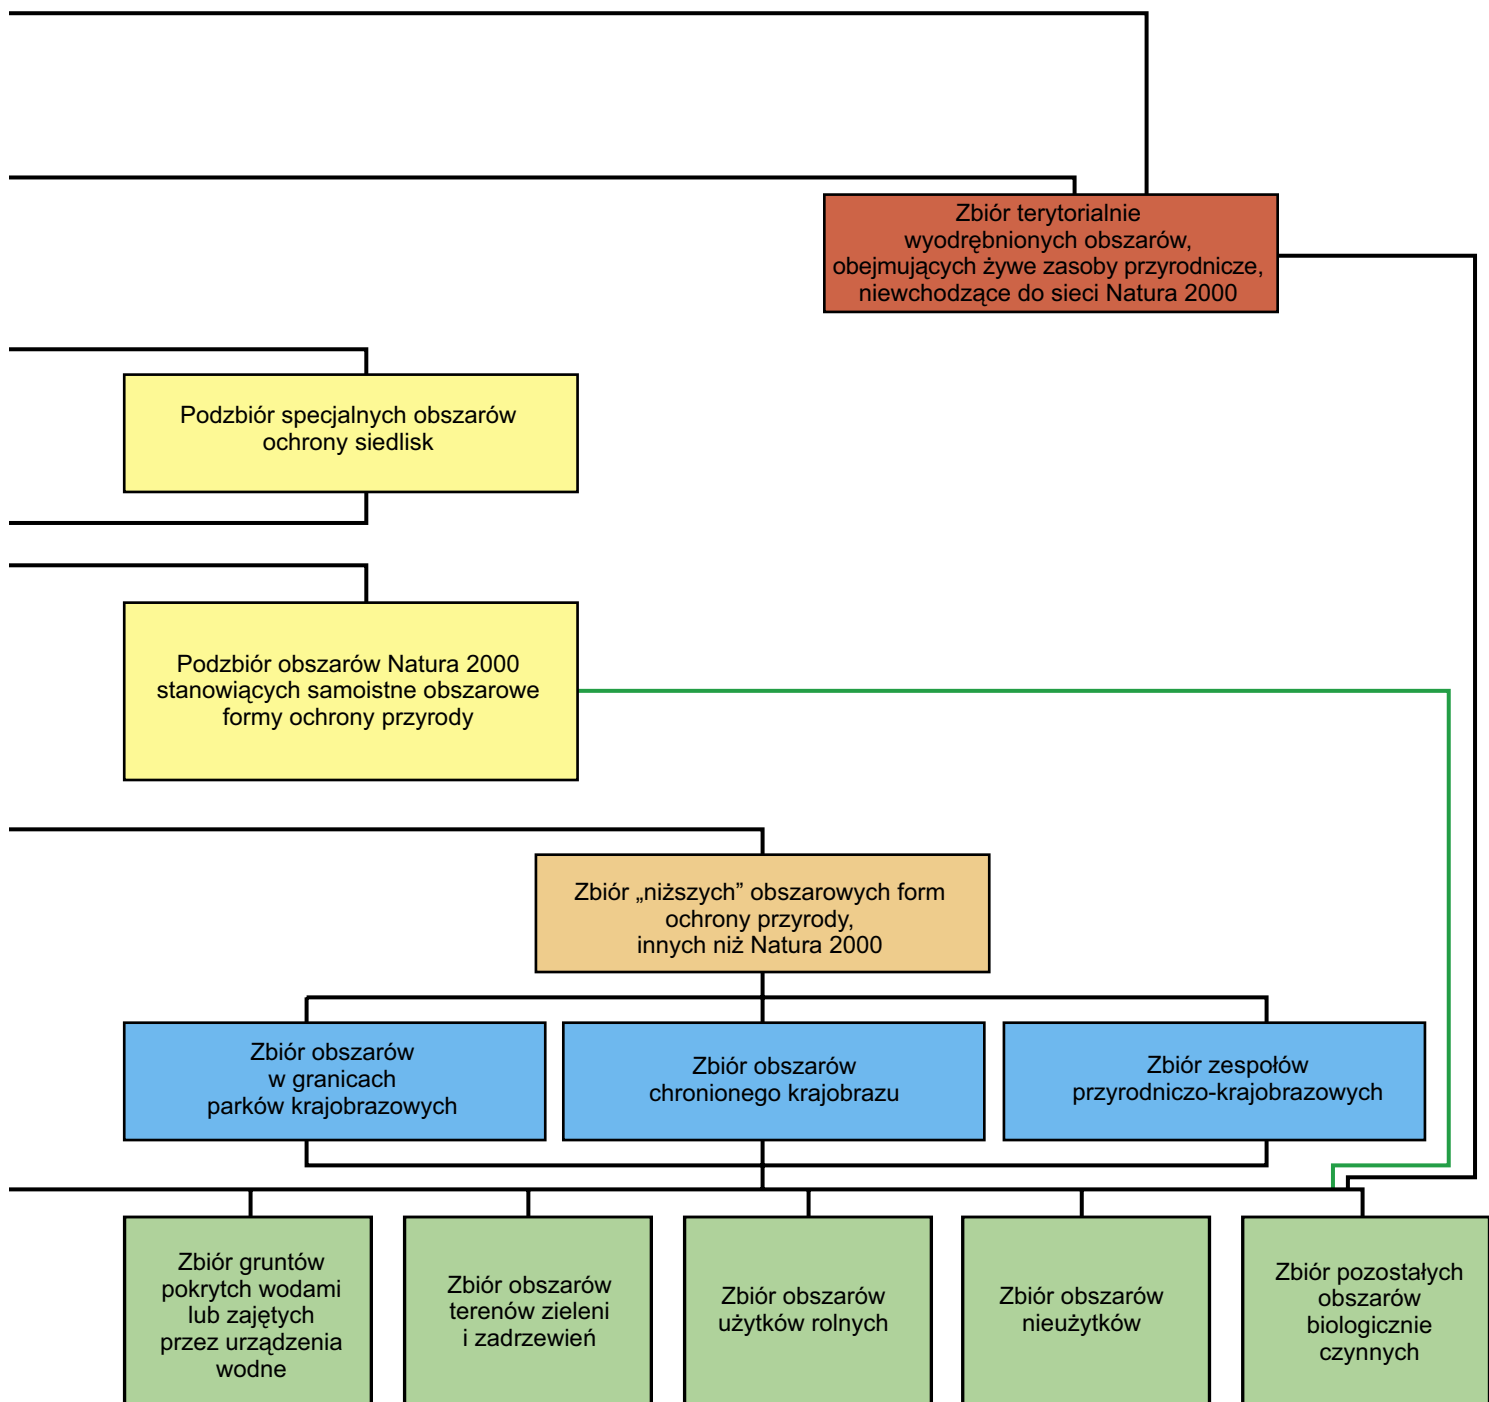 Zbiór terytorialnie
wyodrębnionych obszarów,
obejmujących żywe zasoby przyrodnicze,
niewchodzące do sieci Natura 2000
Podzbiór specjalnych obszarów
ochrony siedlisk
Podzbiór obszarów Natura 2000
stanowiących samoistne obszarowe
formy ochrony przyrody
Zbiór „niższych” obszarowych form
ochrony przyrody,
innych niż Natura 2000
Zbiór obszarów
w granicach
parków krajobrazowych
Zbiór obszarów
chronionego krajobrazu
Zbiór zespołów
przyrodniczo-krajobrazowych
Zbiór gruntów
pokrytch wodami
lub zajętych
przez urządzenia
wodne
Zbiór obszarów
terenów zieleni
i zadrzewień
Zbiór obszarów
użytków rolnych
Zbiór obszarów
nieużytków
Zbiór pozostałych
obszarów
biologicznie
czynnych